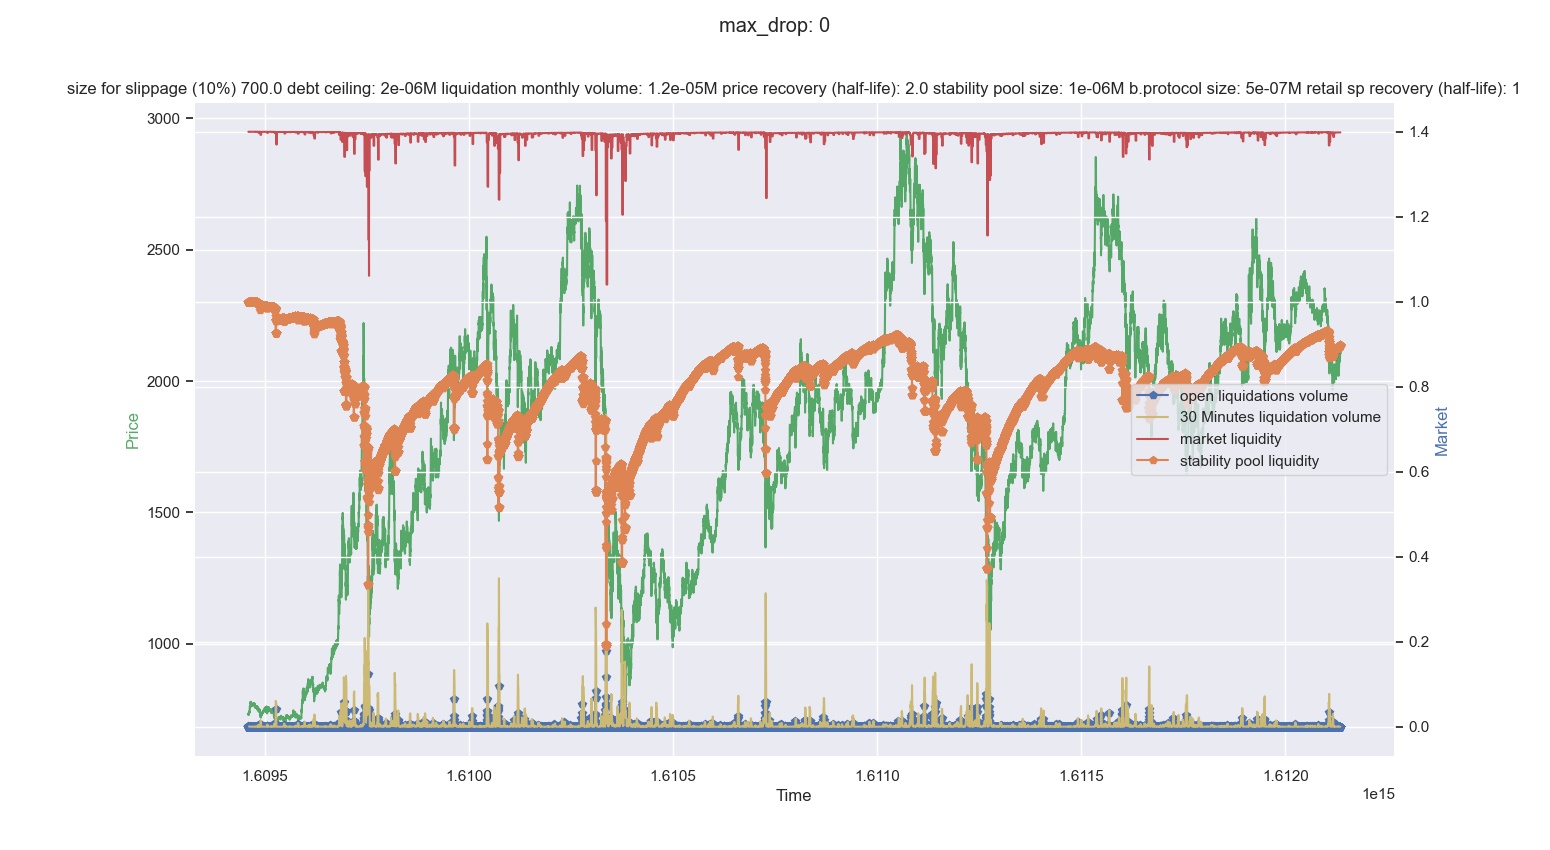 max_drop: 0
size for slippage (10%) 700.0 debt ceiling: 2e-06M liquidation monthly volume: 1.2e-05M price recovery (half-life): 2.0 stability pool size: 1e-06M b.protocol size: 5e-07M retail sp recovery (half-life): 1
3000
2500
2000
1500
1000
Price
1.4
1.2
1.0
0.8
0.6
0.4
0.2
0.0
Market
open liquidations volume
30 Minutes liquidation volume
market liquidity
stability pool liquidity
1.6095 1.6100 1.6105 1.6110 1.6115 1.6120
Time
1e15